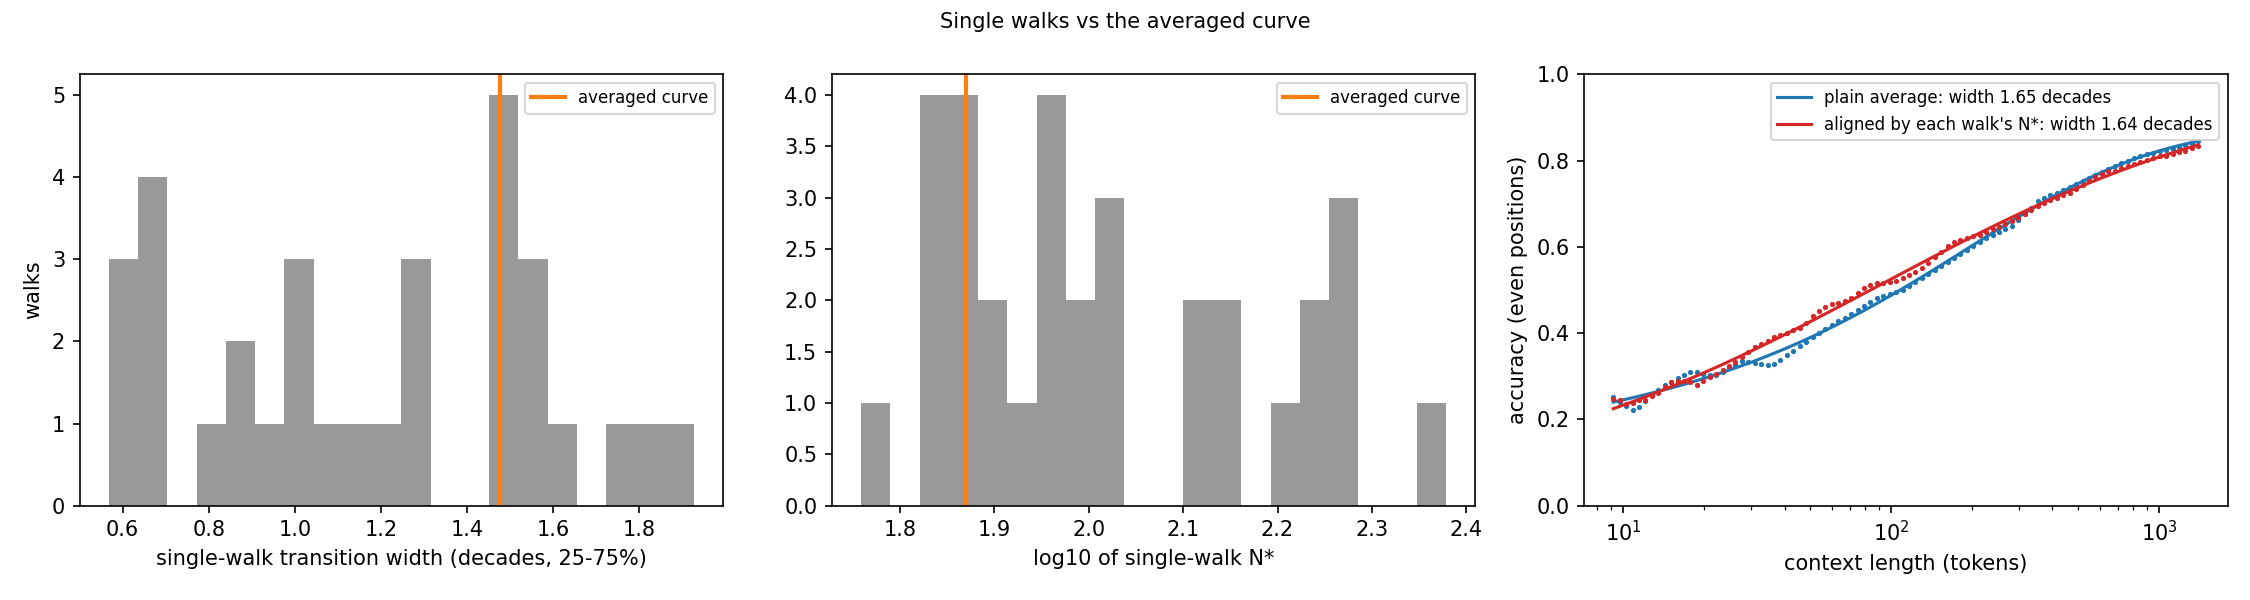 Single walks vs the averaged curve
walks
5
4
3
2
1
0
averaged curve
0.6 0.8 1.0 1.2 1.4 1.6 1.8
single-walk transition width (decades, 25-75%)
4.0
3.5
3.0
2.5
2.0
1.5
1.0
0.5
0.0
averaged curve
1.8 1.9 2.0 2.1 2.2 2.3 2.4
log10 of single-walk N*
accuracy (even positions)
1.0
0.8
0.6
0.4
0.2
0.0
plain average: width 1.65 decades
aligned by each walk's N*: width 1.64 decades
10¹ 10² 10³
context length (tokens)